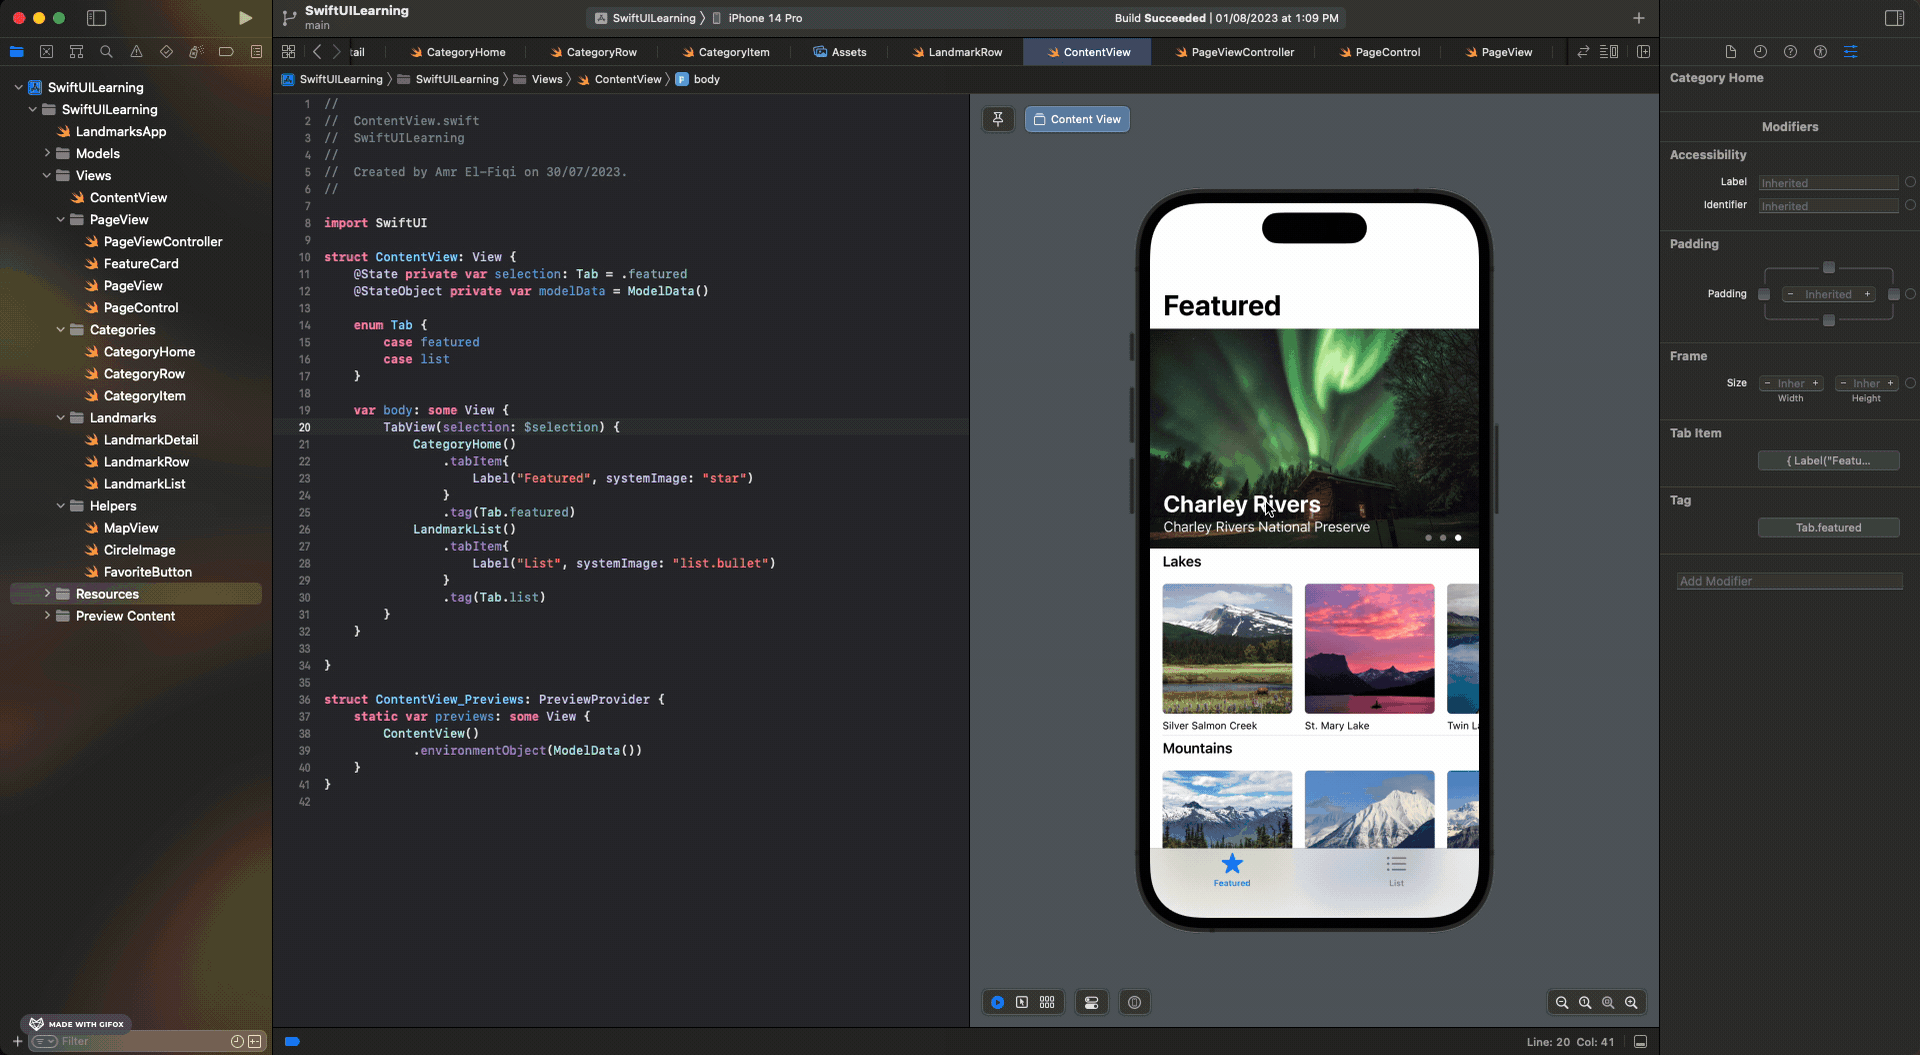 SwiftUILearning
main
SwiftUILearning
iPhone 14 Pro
Build Succeeded | 01/08/2023 at 1:09 PM
tail
CategoryHome
CategoryRow
CategoryItem
Assets
LandmarkRow
ContentView
PageViewController
PageControl
PageView
SwiftUILearning
SwiftUILearning
Views
ContentView
P body
SwiftUILearning
SwiftUILearning
LandmarksApp
Models
Views
ContentView
PageView
PageViewController
FeatureCard
PageView
PageControl
Categories
CategoryHome
CategoryRow
CategoryItem
Landmarks
LandmarkDetail
LandmarkRow
LandmarkList
Helpers
MapView
CircleImage
FavoriteButton
Resources
Preview Content
MADE WITH GIFOX
Filter
1 //
2 //  ContentView.swift
3 //  SwiftUILearning
4 //
5 //  Created by Amr El-Fiqi on 30/07/2023.
6 //
7
8 import SwiftUI
9
10 struct ContentView: View {
11     @State private var selection: Tab = .featured
12     @StateObject private var modelData = ModelData()
13
14     enum Tab {
15         case featured
16         case list
17     }
18
19     var body: some View {
20         TabView(selection: $selection) {
21             CategoryHome()
22                 .tabItem{
23                     Label("Featured", systemImage: "star")
24                 }
25                 .tag(Tab.featured)
26             LandmarkList()
27                 .tabItem{
28                     Label("List", systemImage: "list.bullet")
29                 }
30                 .tag(Tab.list)
31         }
32     }
33
34 }
35
36 struct ContentView_Previews: PreviewProvider {
37     static var previews: some View {
38         ContentView()
39             .environmentObject(ModelData())
40     }
41 }
42
Content View
Featured
Charley Rivers
Charley Rivers National Preserve
Lakes
Silver Salmon Creek
St. Mary Lake
Twin La
Mountains
Featured
List
Line: 20 Col: 41
Category Home
Modifiers
Accessibility
Label Inherited
Identifier Inherited
Padding
Padding − Inherited +
Frame
Size − Inher + − Inher +
Width Height
Tab Item
{ Label("Featu...
Tag
Tab.featured
Add Modifier